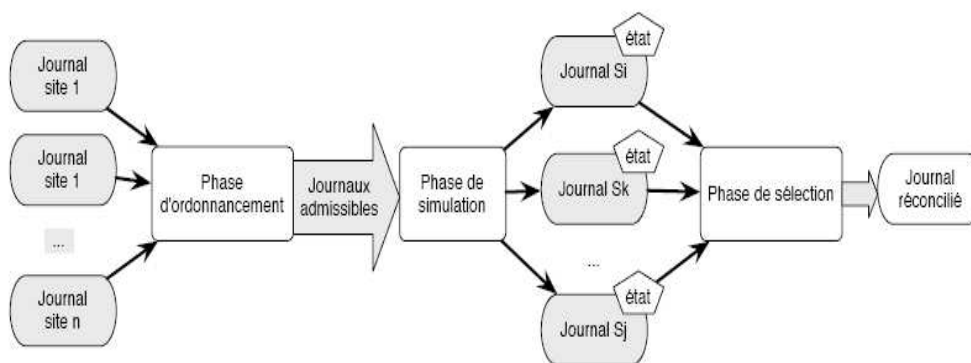 Journal
site 1
Journal
site 1
...
Journal
site n
Phase
d'ordonnancement
Journaux
admissibles
Phase de
simulation
état
Journal Si
état
Journal Sk
...
état
Journal Sj
Phase de sélection
Journal
réconcilié